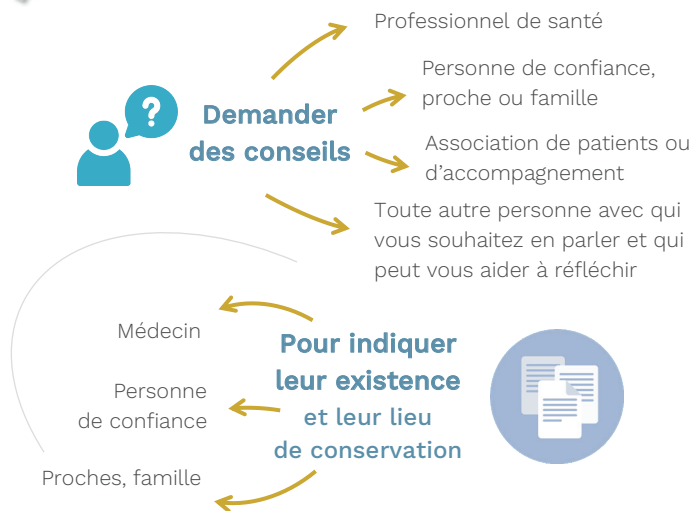 Professionnel de santé
Personne de confiance,
proche ou famille
?
Demander
des conseils
Association de patients ou
d’accompagnement
Toute autre personne avec qui
vous souhaitez en parler et qui
peut vous aider à réfléchir
Médecin
Pour indiquer
leur existence
et leur lieu
de conservation
Personne
de confiance
Proches, famille